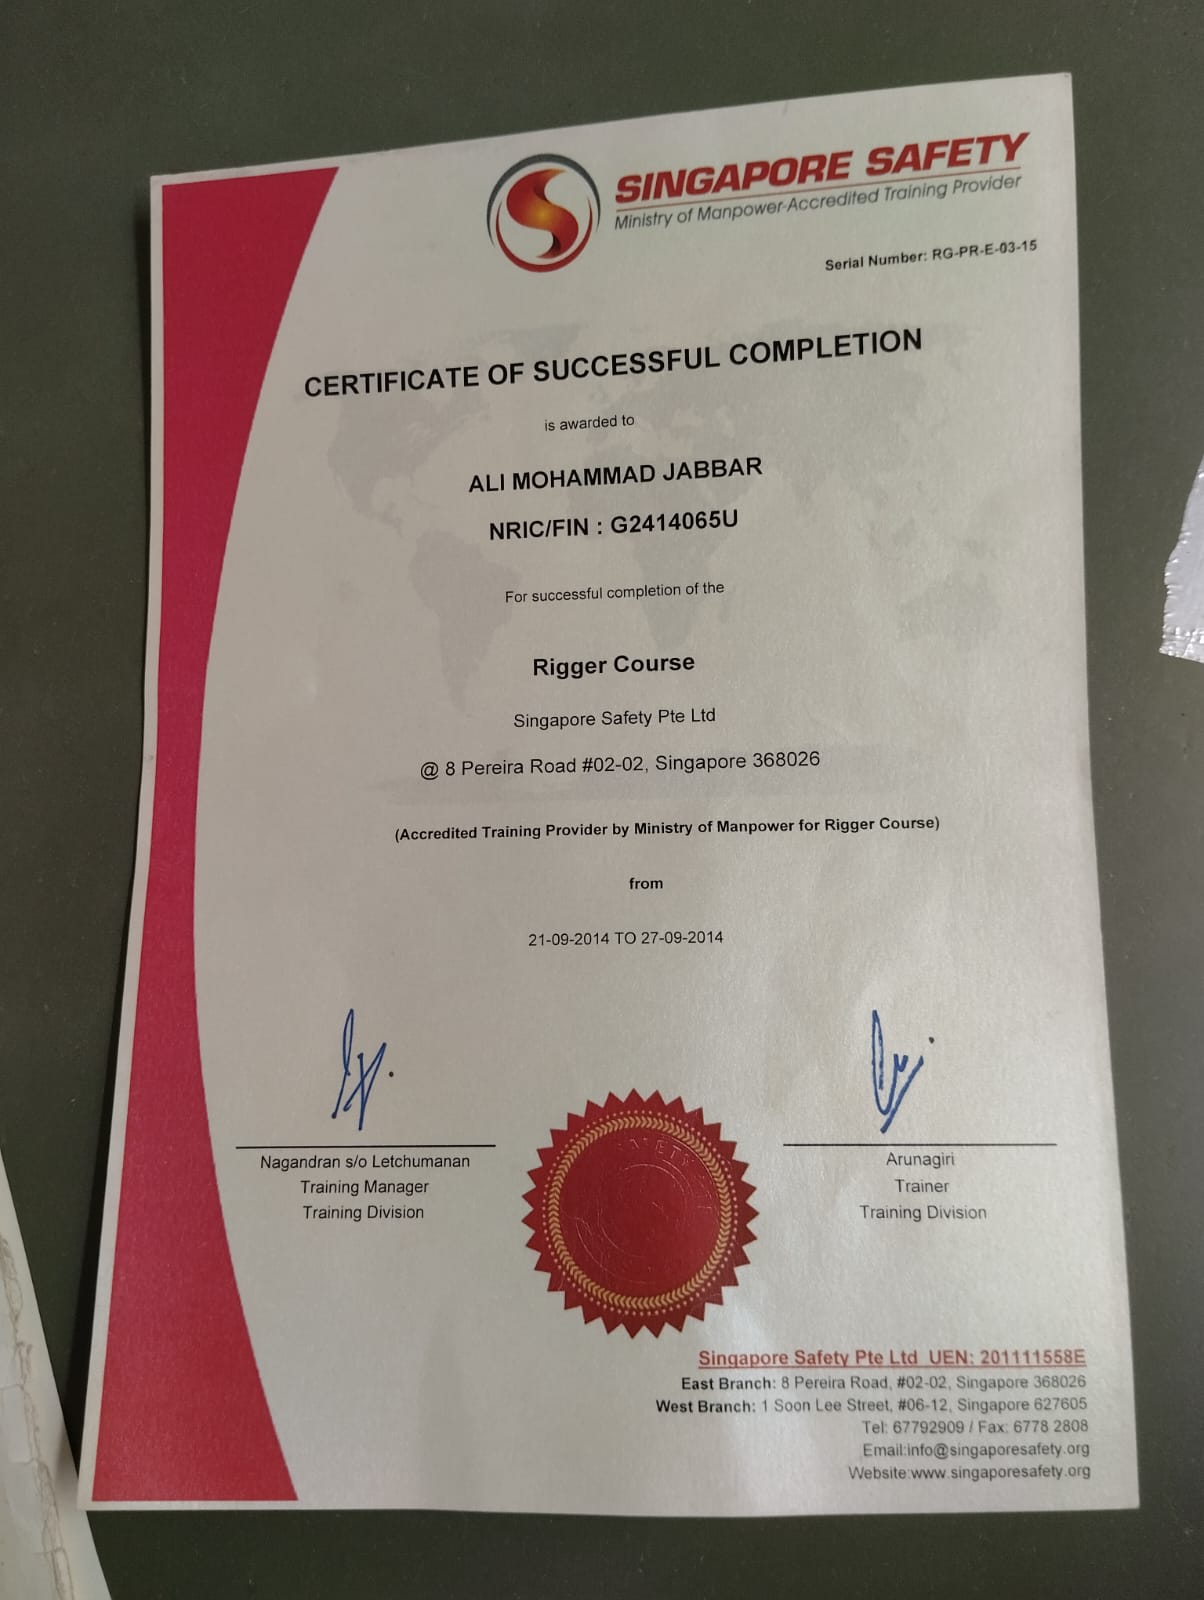 SINGAPORE SAFETY
Ministry of Manpower-Accredited Training Provider
Serial Number: RG-PR-E-03-15
CERTIFICATE OF SUCCESSFUL COMPLETION
is awarded to
ALI MOHAMMAD JABBAR
NRIC/FIN : G2414065U
For successful completion of the
Rigger Course
Singapore Safety Pte Ltd
@ 8 Pereira Road #02-02, Singapore 368026
(Accredited Training Provider by Ministry of Manpower for Rigger Course)
from
21-09-2014 TO 27-09-2014
Nagandran s/o Letchumanan
Training Manager
Training Division
Arunagiri
Trainer
Training Division
Singapore Safety Pte Ltd UEN: 201111558E
East Branch: 8 Pereira Road, #02-02, Singapore 368026
West Branch: 1 Soon Lee Street, #06-12, Singapore 627605
Tel: 67792909 / Fax: 6778 2808
Email:info@singaporesafety.org
Website:www.singaporesafety.org